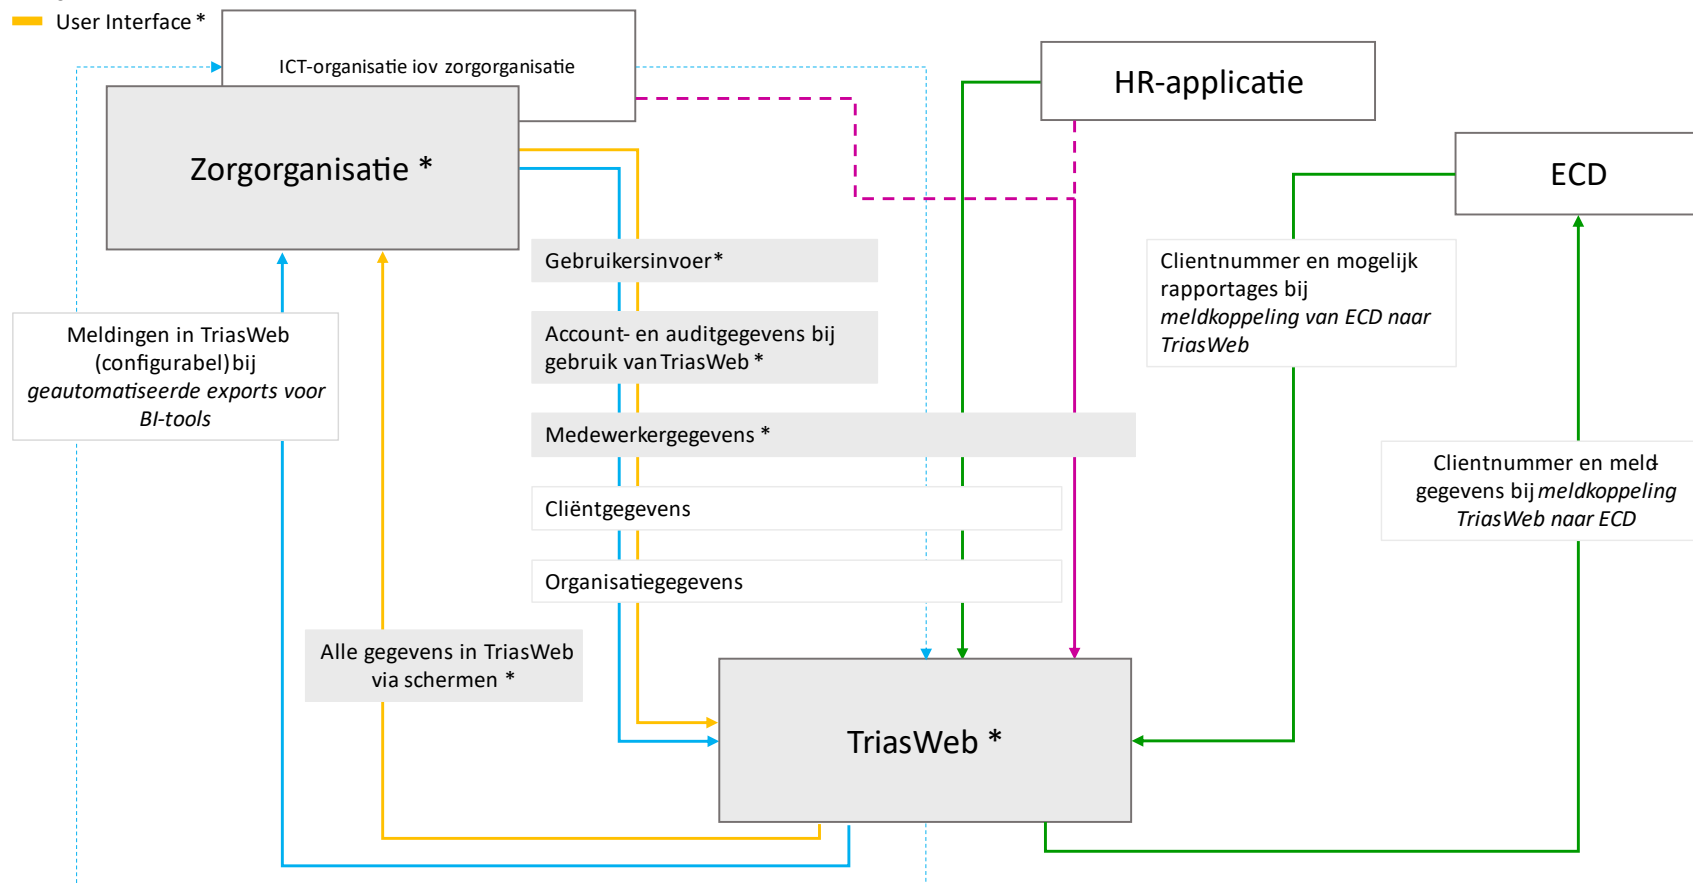 User Interface *
ICT-organisatie iov zorgorganisatie
HR-applicatie
Zorgorganisatie *
ECD
Gebruikersinvoer*
Clientnummer en mogelijk
rapportages bij
meldkoppeling van ECD naar
TriasWeb
Account- en auditgegevens bij
gebruik van TriasWeb *
Meldingen in TriasWeb
(configurabel) bij
geautomatiseerde exports voor
BI-tools
Medewerkergegevens *
Clientnummer en meld-
gegevens bij meldkoppeling
TriasWeb naar ECD
Cliëntgegevens
Organisatiegegevens
Alle gegevens in TriasWeb
via schermen *
TriasWeb *